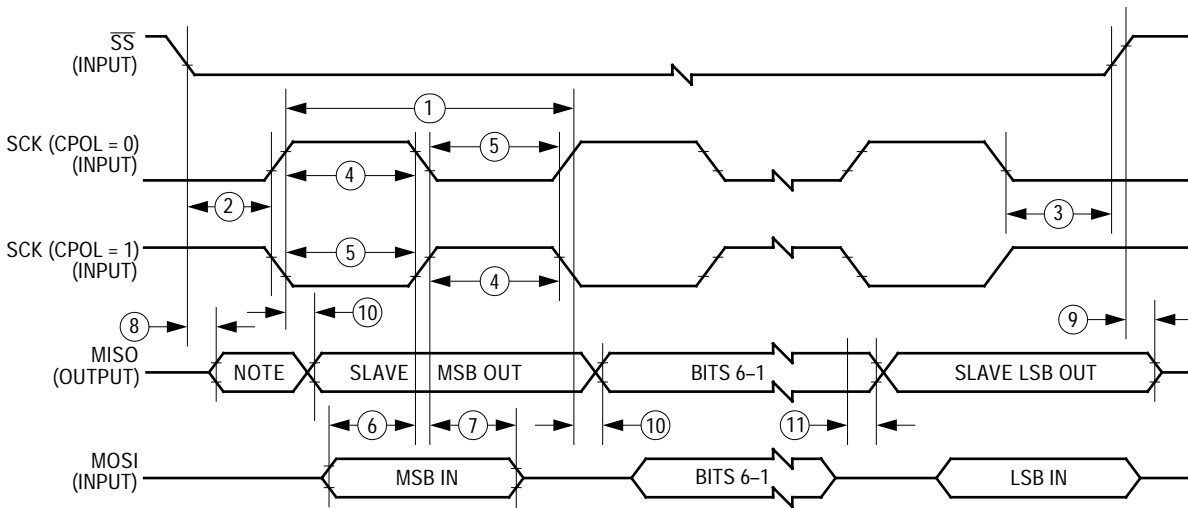 SS
(INPUT)
1
SCK (CPOL = 0)
(INPUT)
5
4
2
3
SCK (CPOL = 1)
(INPUT)
5
4
8
10
9
MISO
(OUTPUT)
NOTE
SLAVE MSB OUT
BITS 6–1
SLAVE LSB OUT
6
7
10
11
MOSI
(INPUT)
MSB IN
BITS 6–1
LSB IN